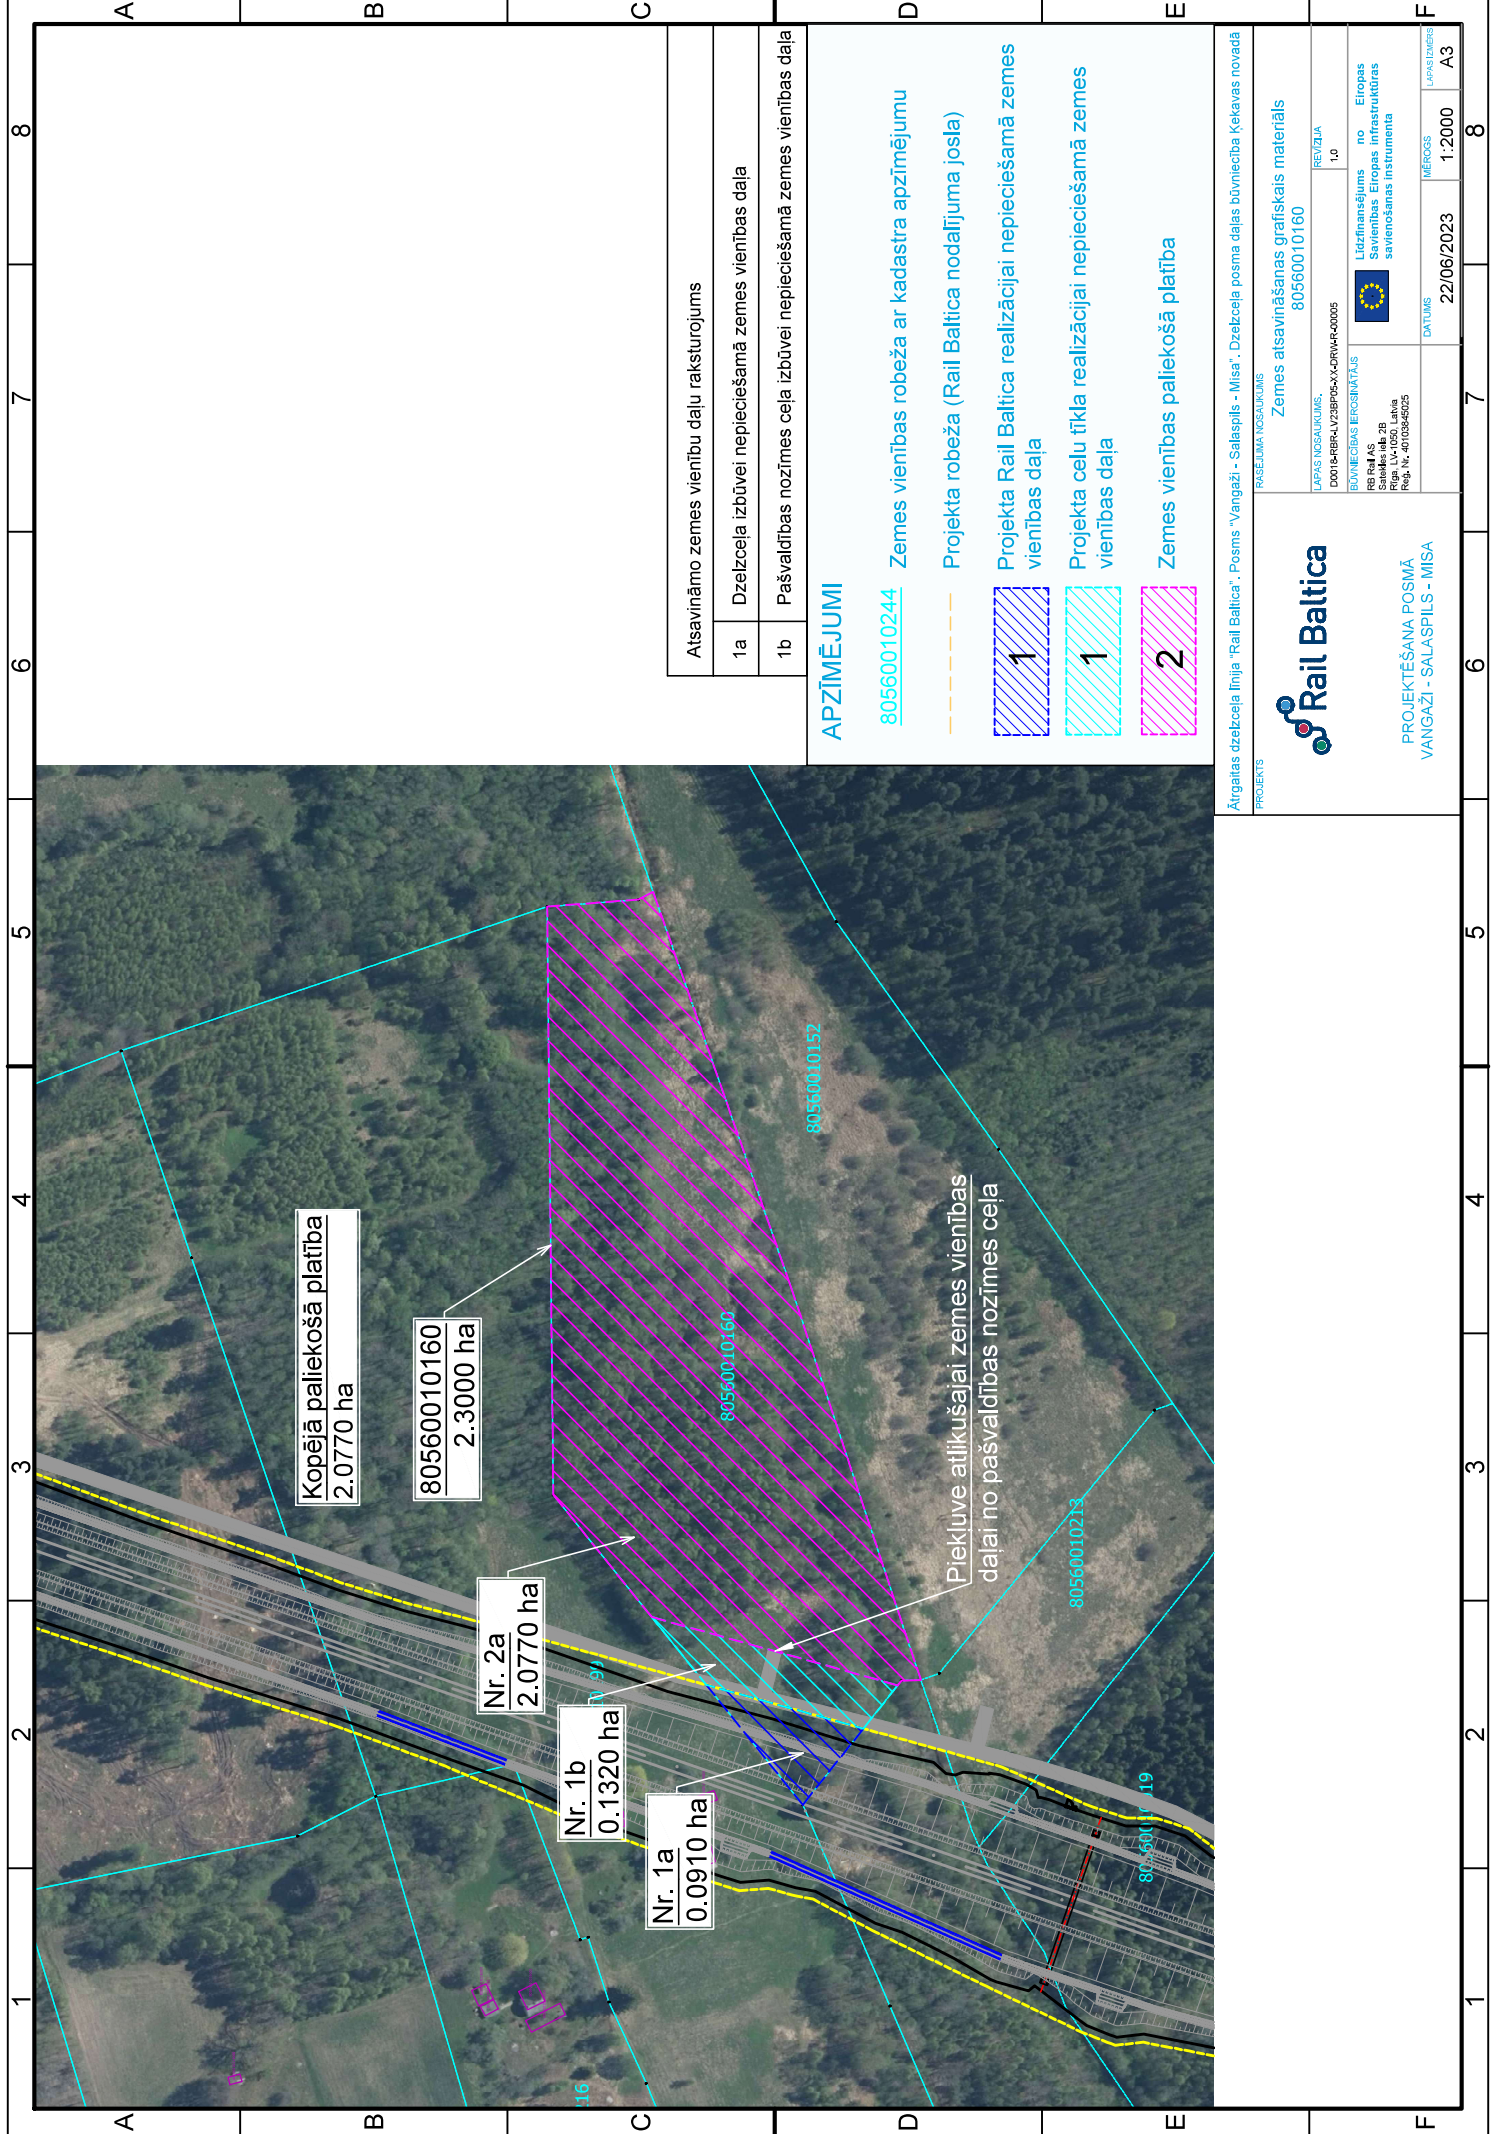 1
2
3
4
5
6
7
8
A
B
C
D
E
F
Kopējā paliekošā platība
2.0770 ha
80560010160
2.3000 ha
Nr. 2a
2.0770 ha
Nr. 1b
0.1320 ha
Nr. 1a
0.0910 ha
80560010160
80560010152
80560010213
Piekļuve atlikušajai zemes vienības
daļai no pašvaldības nozīmes ceļa
Atsavināmo zemes vienību daļu raksturojums
1a Dzelzceļa izbūvei nepieciešamā zemes vienības daļa
1b Pašvaldības nozīmes ceļa izbūvei nepieciešamā zemes vienības daļa
APZĪMĒJUMI
80560010244 Zemes vienības robeža ar kadastra apzīmējumu
Projekta robeža (Rail Baltica nodalījuma josla)
1 Projekta Rail Baltica realizācijai nepieciešamā zemes
vienības daļa
1 Projekta celu tīkla realizācijai nepieciešamā zemes
vienības daļa
2 Zemes vienības paliekošā platība
Ātrgaitas dzelzceļa līnija "Rail Baltica". Posms "Vangaži - Salaspils - Misa". Dzelzceļa posma daļas būvniecība Ķekavas novadā
PROJEKTS
Rail Baltica
PROJEKTĒŠANA POSMĀ
VANGAŽI - SALASPILS - MISA
RASĒJUMA NOSAUKUMS
Zemes atsavināšanas grafiskais materiāls
80560010160
LAPAS NOSAUKUMS.
D0018-RBR-LV23BP05-XX-DRW-R-00005
REVĪZIJA
1.0
BŪVNIECĪBAS IEROSINĀTĀJS
RB Rail AS
Satekles iela 2B
Rīga, LV-1050, Latvia
Reģ. Nr. 40103845025
Līdzfinansējums no Eiropas
Savienības Eiropas infrastruktūras
savienošanas instrumenta
DATUMS
22/06/2023
MĒROGS
1:2000
LAPAS IZMĒRS
A3
1
2
3
4
5
6
7
8
A
B
C
D
E
F